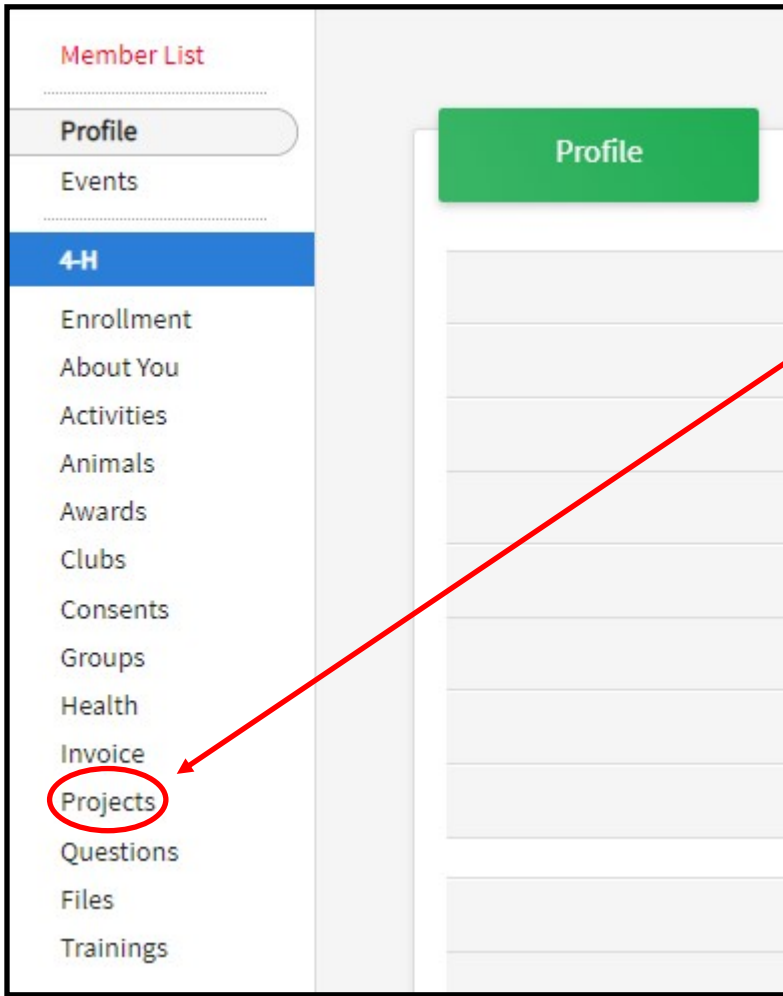 Member List
Profile
Events
4-H
Enrollment
About You
Activities
Animals
Awards
Clubs
Consents
Groups
Health
Invoice
Projects
Questions
Files
Trainings
Profile